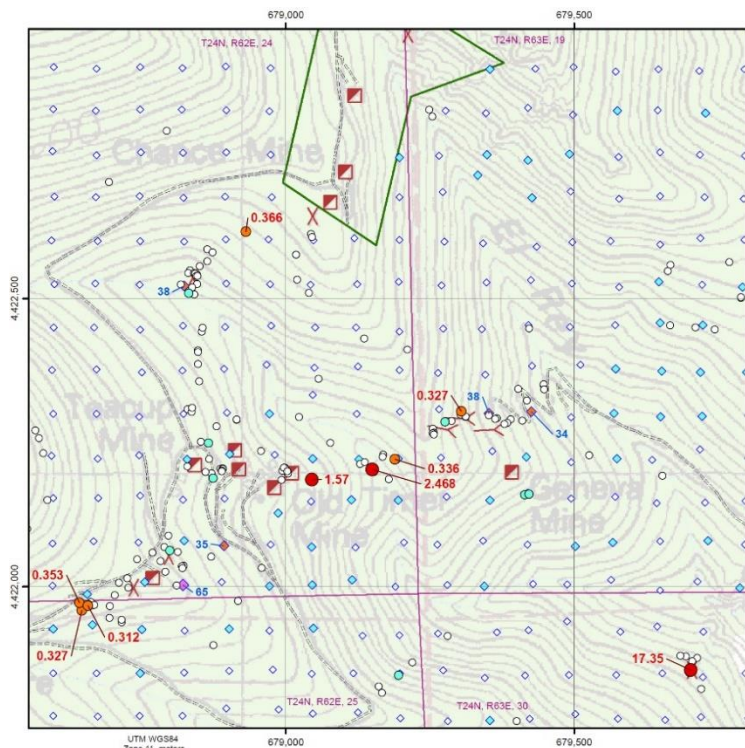 679,000
679,500
T24N, R62E, 24
T24N, R63E, 19
Chance Mine
0.366
38
4,422,500
El Rey
0.327
38
34
Teacup
Mine
0.336
1.57
2.468
Old Timer
Mine
Mine
35
4,422,000
0.353
65
0.312
0.327
17.35
T24N, R62E, 25
T24N, R63E, 30
UTM WGS84
Zone 11, meters
679,000
679,500